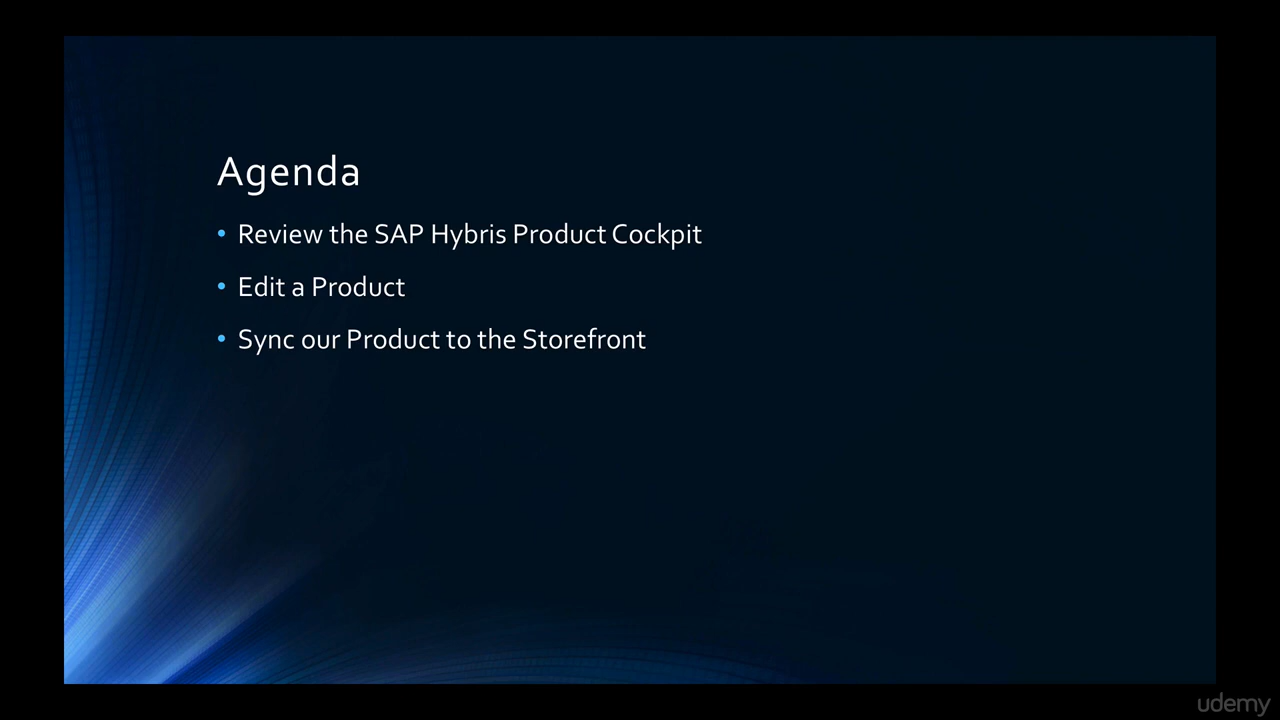 Agenda
• Review the SAP Hybris Product Cockpit
• Edit a Product
• Sync our Product to the Storefront
udemy